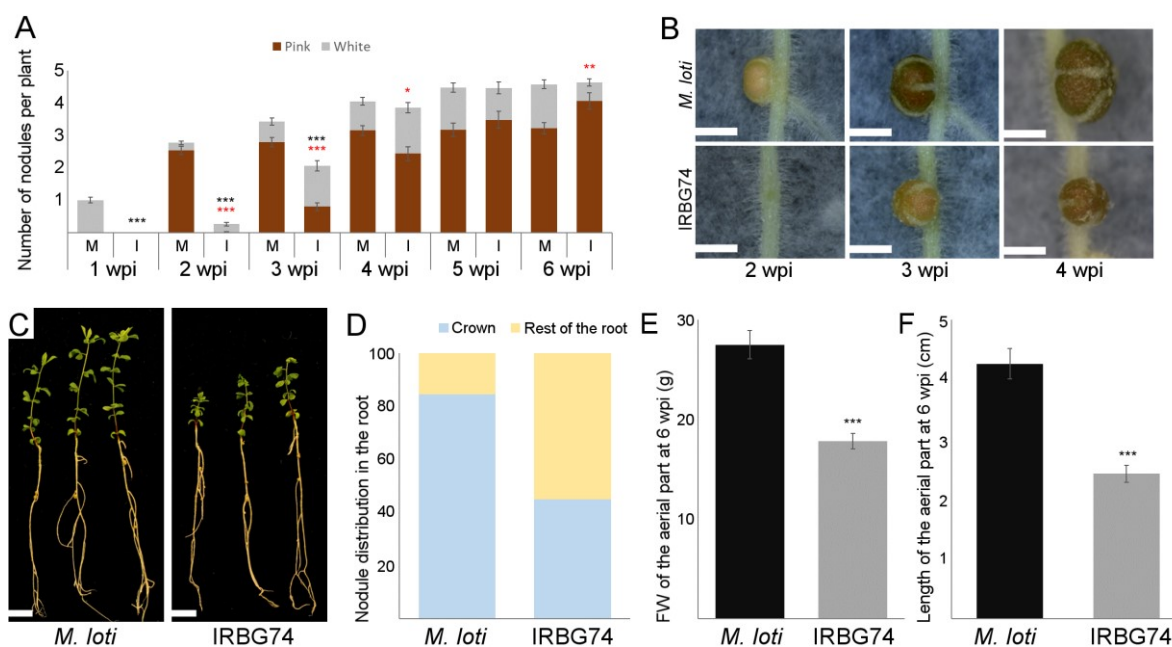 A
Pink White
Number of nodules per plant
5
4
3
2
1
***
***
***
***
***
*
**
M I M I M I M I M I M I
1 wpi 2 wpi 3 wpi 4 wpi 5 wpi 6 wpi
B
M. loti
IRBG74
2 wpi 3 wpi 4 wpi
C
M. loti IRBG74
D
Crown Rest of the root
Nodule distribution in the root
100
80
60
40
20
M. loti IRBG74
E
FW of the aerial part at 6 wpi (g)
30
20
10
***
M. loti IRBG74
F
Length of the aerial part at 6 wpi (cm)
5
4
3
2
1
***
M. loti IRBG74